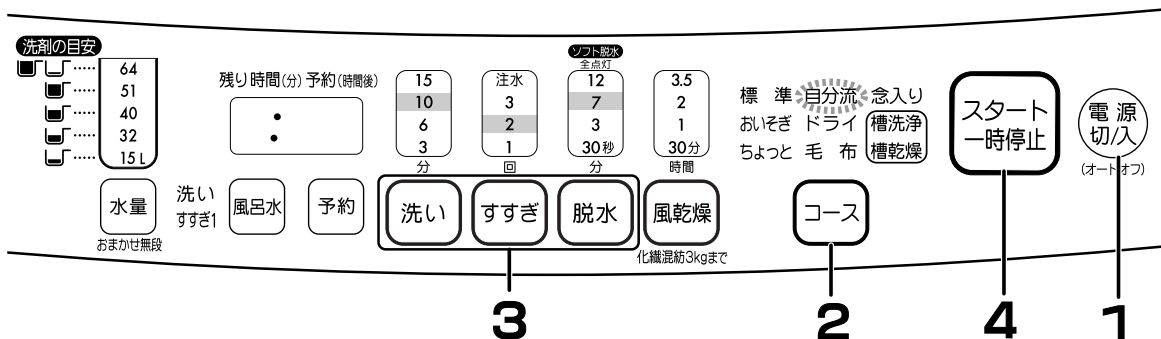 洗剤の目安
64
51
40
32
15L
水量
おまかせ無段
残り時間(分) 予約(時間後)
:
洗い
すすぎ1
風呂水
予約
15
10
6
3
分
洗い
注水
3
2
1
回
すすぎ
ソフト脱水
全点灯
12
7
3
30秒
分
脱水
3.5
2
1
30分
時間
風乾燥
化繊混紡3kgまで
標準 自分流 念入り
おいそぎ ドライ 槽洗浄
ちょっと 毛布 槽乾燥
コース
スタート
一時停止
電源
切/入
(オートオフ)
3
2
4
1